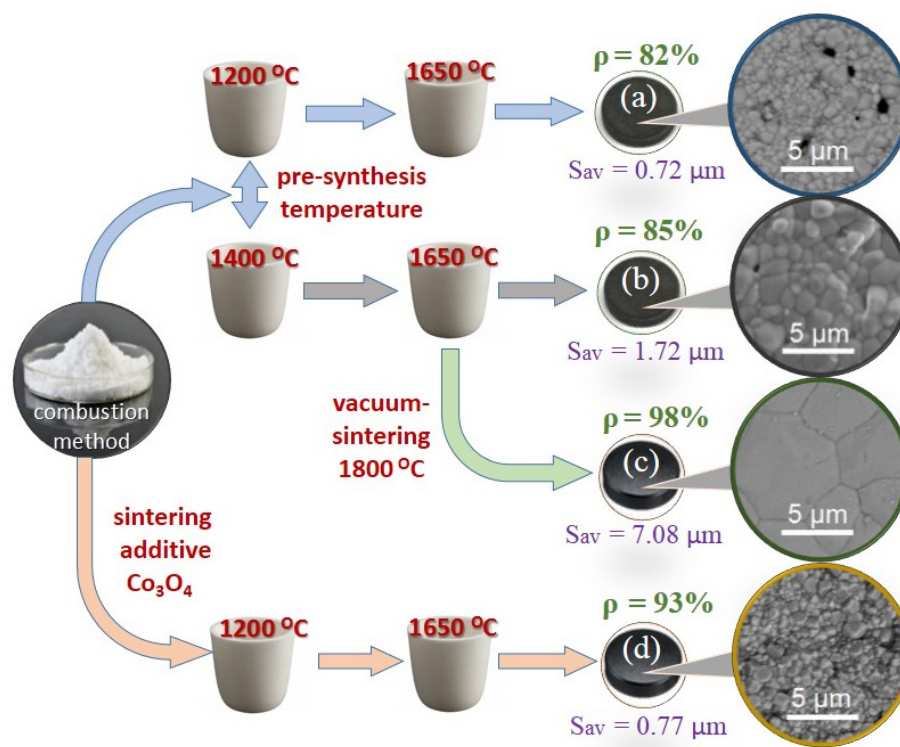 1200 °C
1650 °C
ρ = 82%
(a)
5 µm
Sav = 0.72 µm
pre-synthesis
temperature
1400 °C
1650 °C
ρ = 85%
(b)
5 µm
Sav = 1.72 µm
combustion
method
vacuum-
sintering
1800 °C
ρ = 98%
(c)
5 µm
Sav = 7.08 µm
sintering
additive
Co₃O₄
1200 °C
1650 °C
ρ = 93%
(d)
5 µm
Sav = 0.77 µm